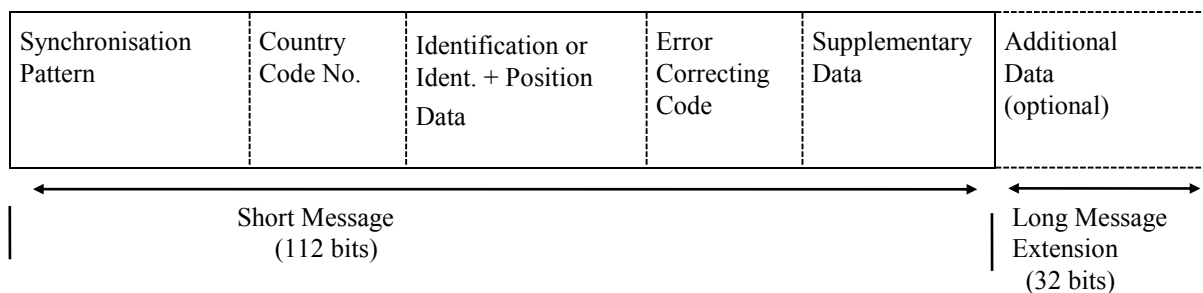 Synchronisation
Pattern
Country
Code No.
Identification or
Ident. + Position
Data
Error
Correcting
Code
Supplementary
Data
Additional
Data
(optional)
Short Message
(112 bits)
Long Message
Extension
(32 bits)